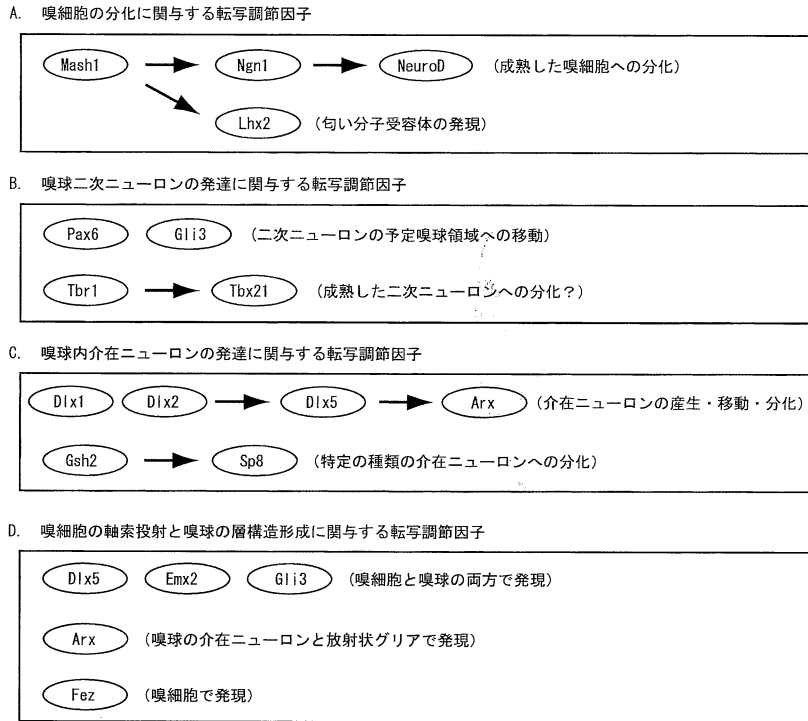 A. 嗅細胞の分化に関与する転写調節因子
Mash1 Ngn1 NeuroD (成熟した嗅細胞への分化)
Lhx2 (匂い分子受容体の発現)
B. 嗅球二次ニューロンの発達に関与する転写調節因子
Pax6 Gli3 (二次ニューロンの予定嗅球領域への移動)
Tbr1 Tbx21 (成熟した二次ニューロンへの分化?)
C. 嗅球内介在ニューロンの発達に関与する転写調節因子
Dlx1 Dlx2 Dlx5 Arx (介在ニューロンの産生・移動・分化)
Gsh2 Sp8 (特定の種類の介在ニューロンへの分化)
D. 嗅細胞の軸索投射と嗅球の層構造形成に関与する転写調節因子
Dlx5 Emx2 Gli3 (嗅細胞と嗅球の両方で発現)
Arx (嗅球の介在ニューロンと放射状グリアで発現)
Fez (嗅細胞で発現)